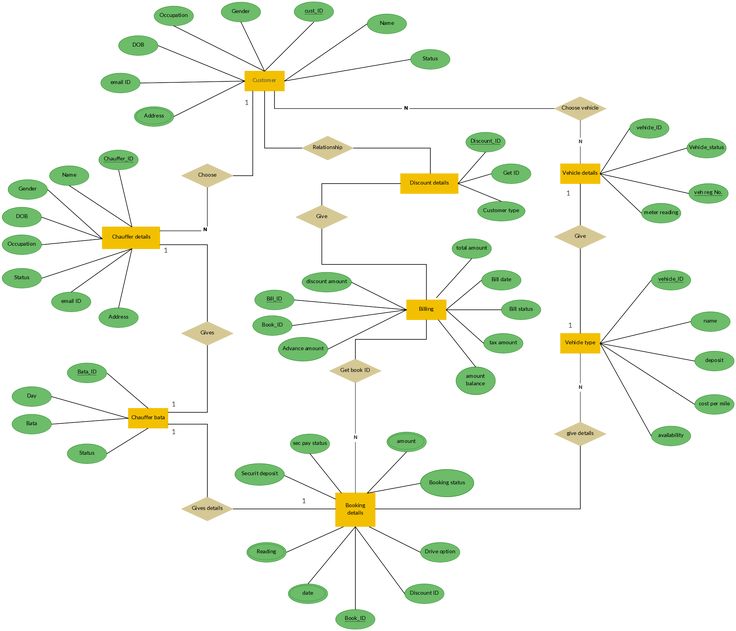 Occupation
Gender
cust_ID
Name
DOB
Status
email ID
Customer
Address
1
N
Choose vehicle
N
vehicle_ID
Vehicle_status
Vehicle details
veh reg No.
meter reading
1
Relationship
Discount_ID
Get ID
Discount details
Customer type
Choose
N
Chauffer_ID
Name
Gender
DOB
Occupation
Chauffer details
Status
email ID
Address
1
Give
Give
total amount
discount amount
Bill date
Bill_ID
Billing
Bill status
Book_ID
tax amount
Advance amount
amount
balance
vehicle_ID
name
1
Vehicle type
deposit
cost per mile
availability
N
Gives
Get book ID
N
Bata_ID
Day
Bata
Chauffer bata
Status
1
1
give details
sec pay status
amount
Securit deposit
Booking status
1
Gives details
Booking
details
Reading
Drive option
date
Discount ID
Book_ID